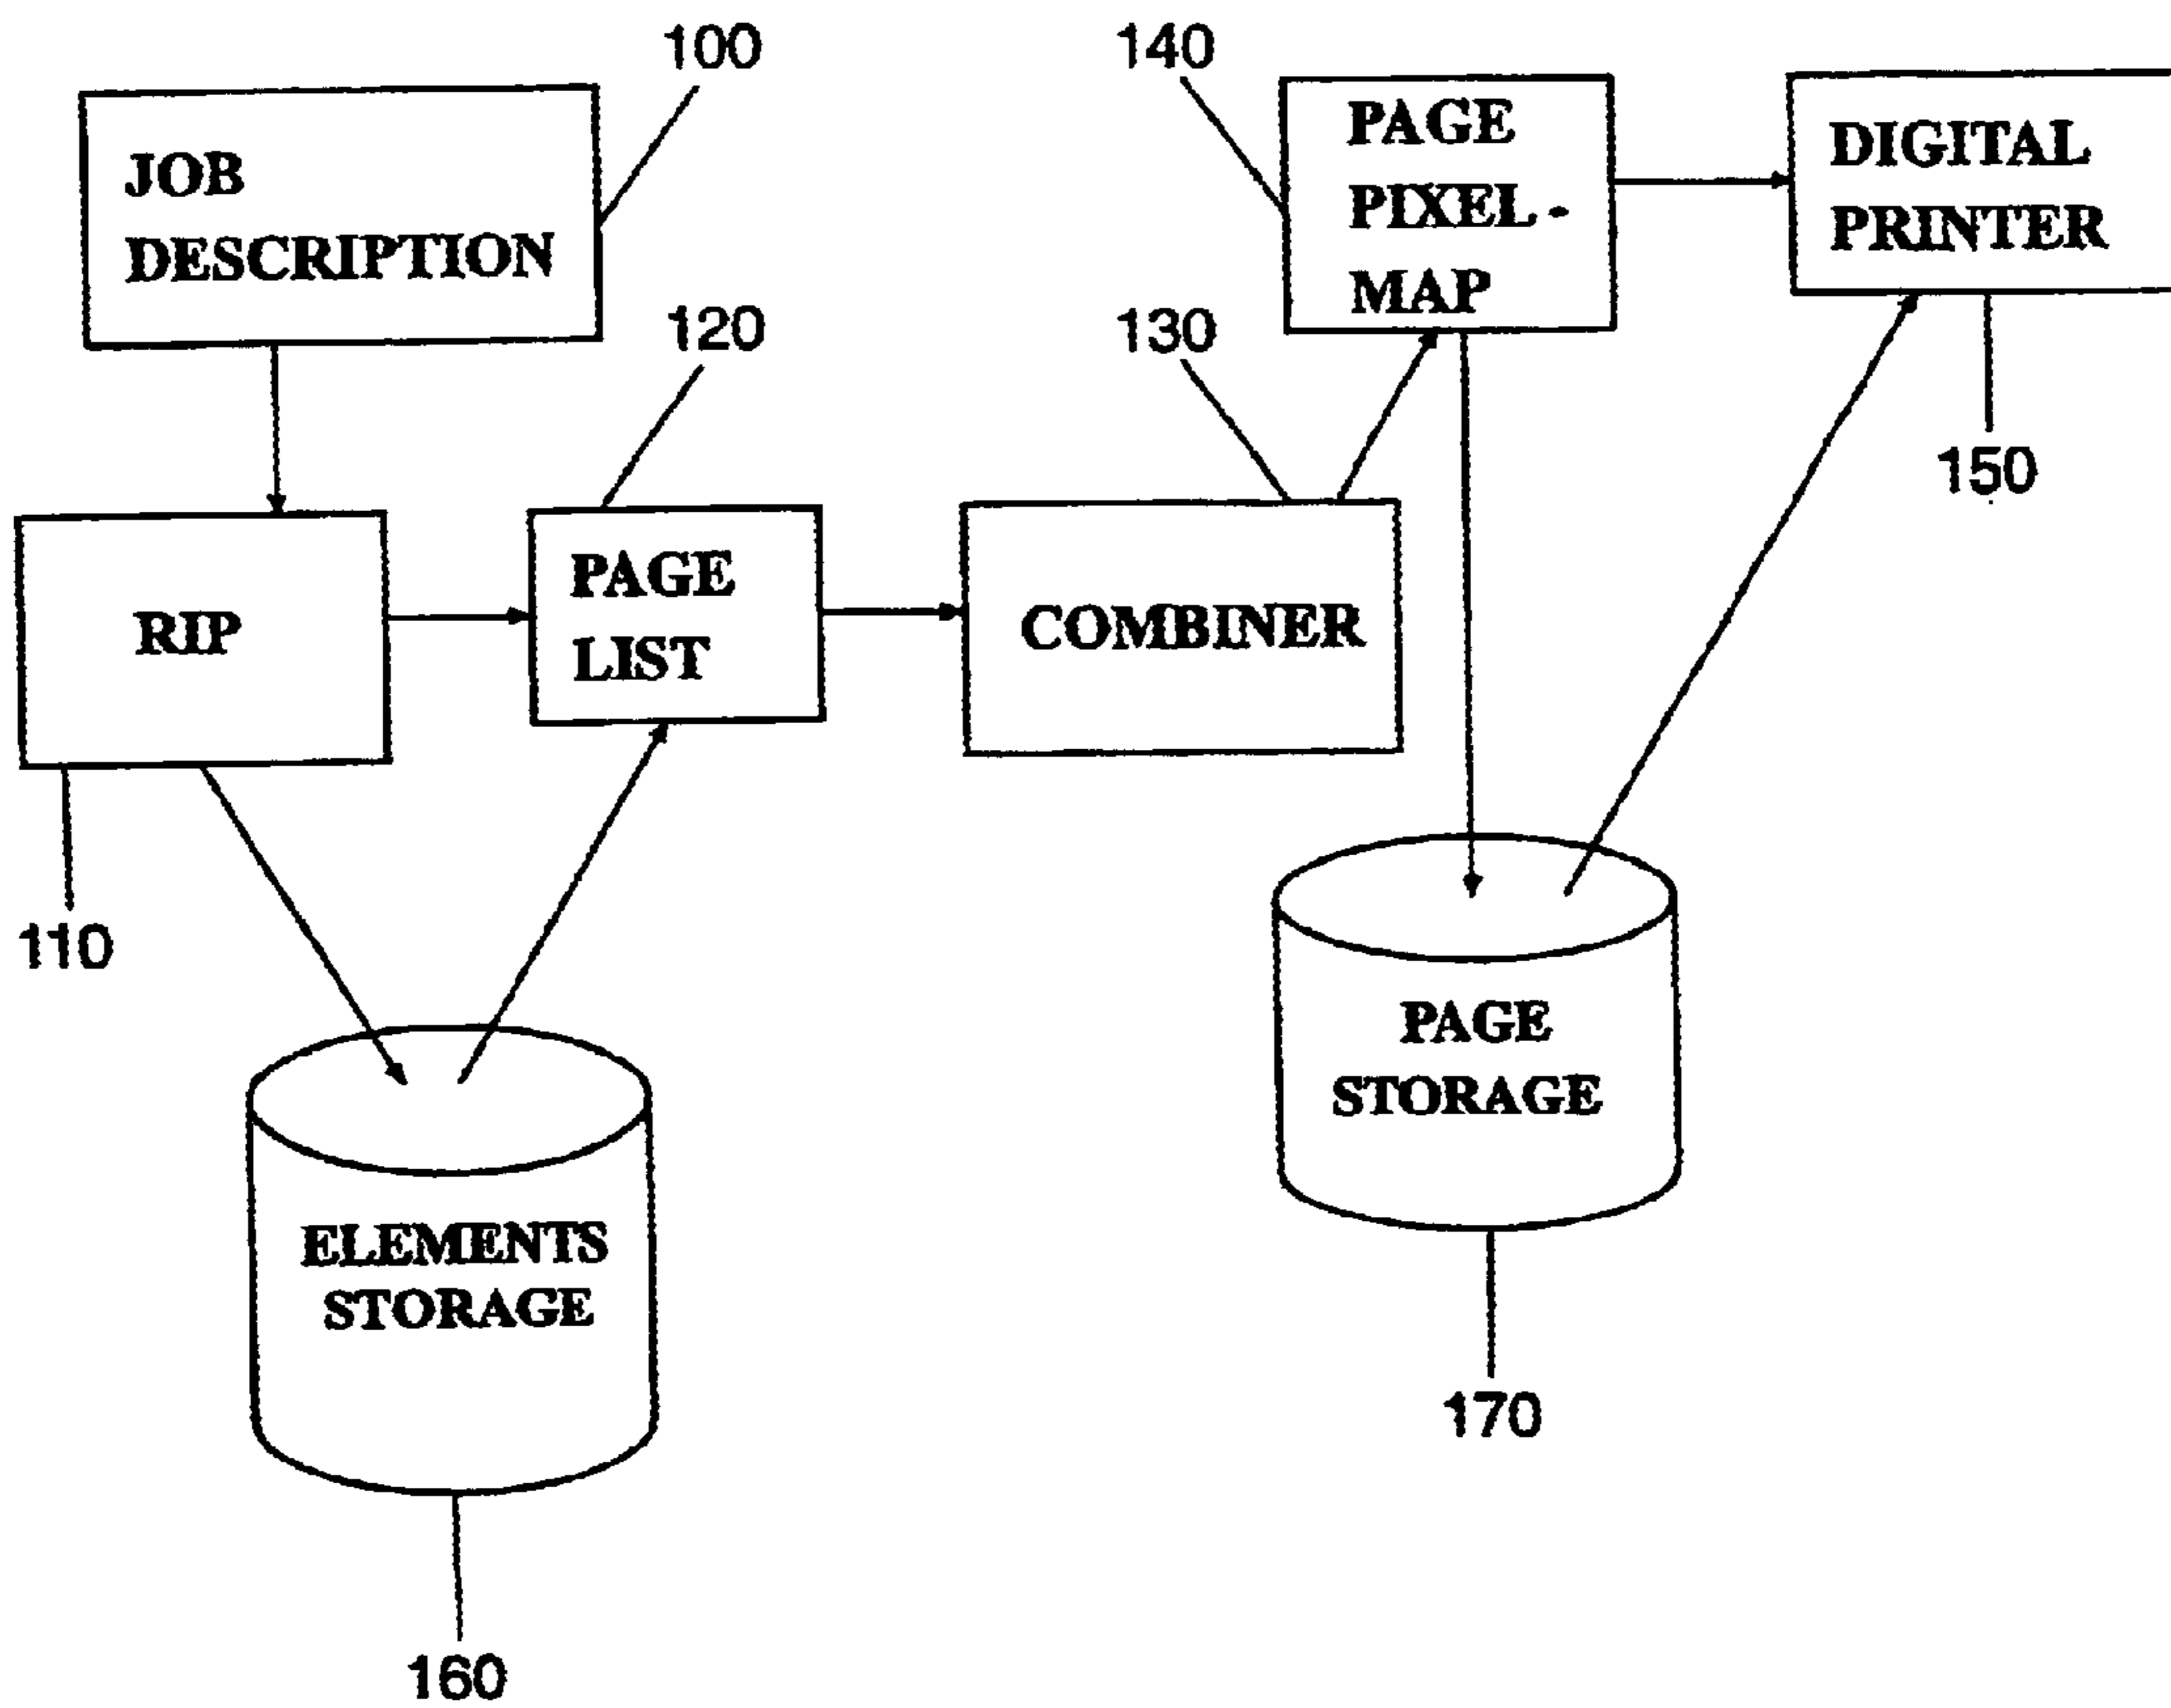 100
140
JOB
DESCRIPTION
PAGE
PIXEL-
MAP
DIGITAL
PRINTER
120
130
150
RIP
PAGE
LIST
COMBINER
110
PAGE
STORAGE
ELEMENTS
STORAGE
170
160